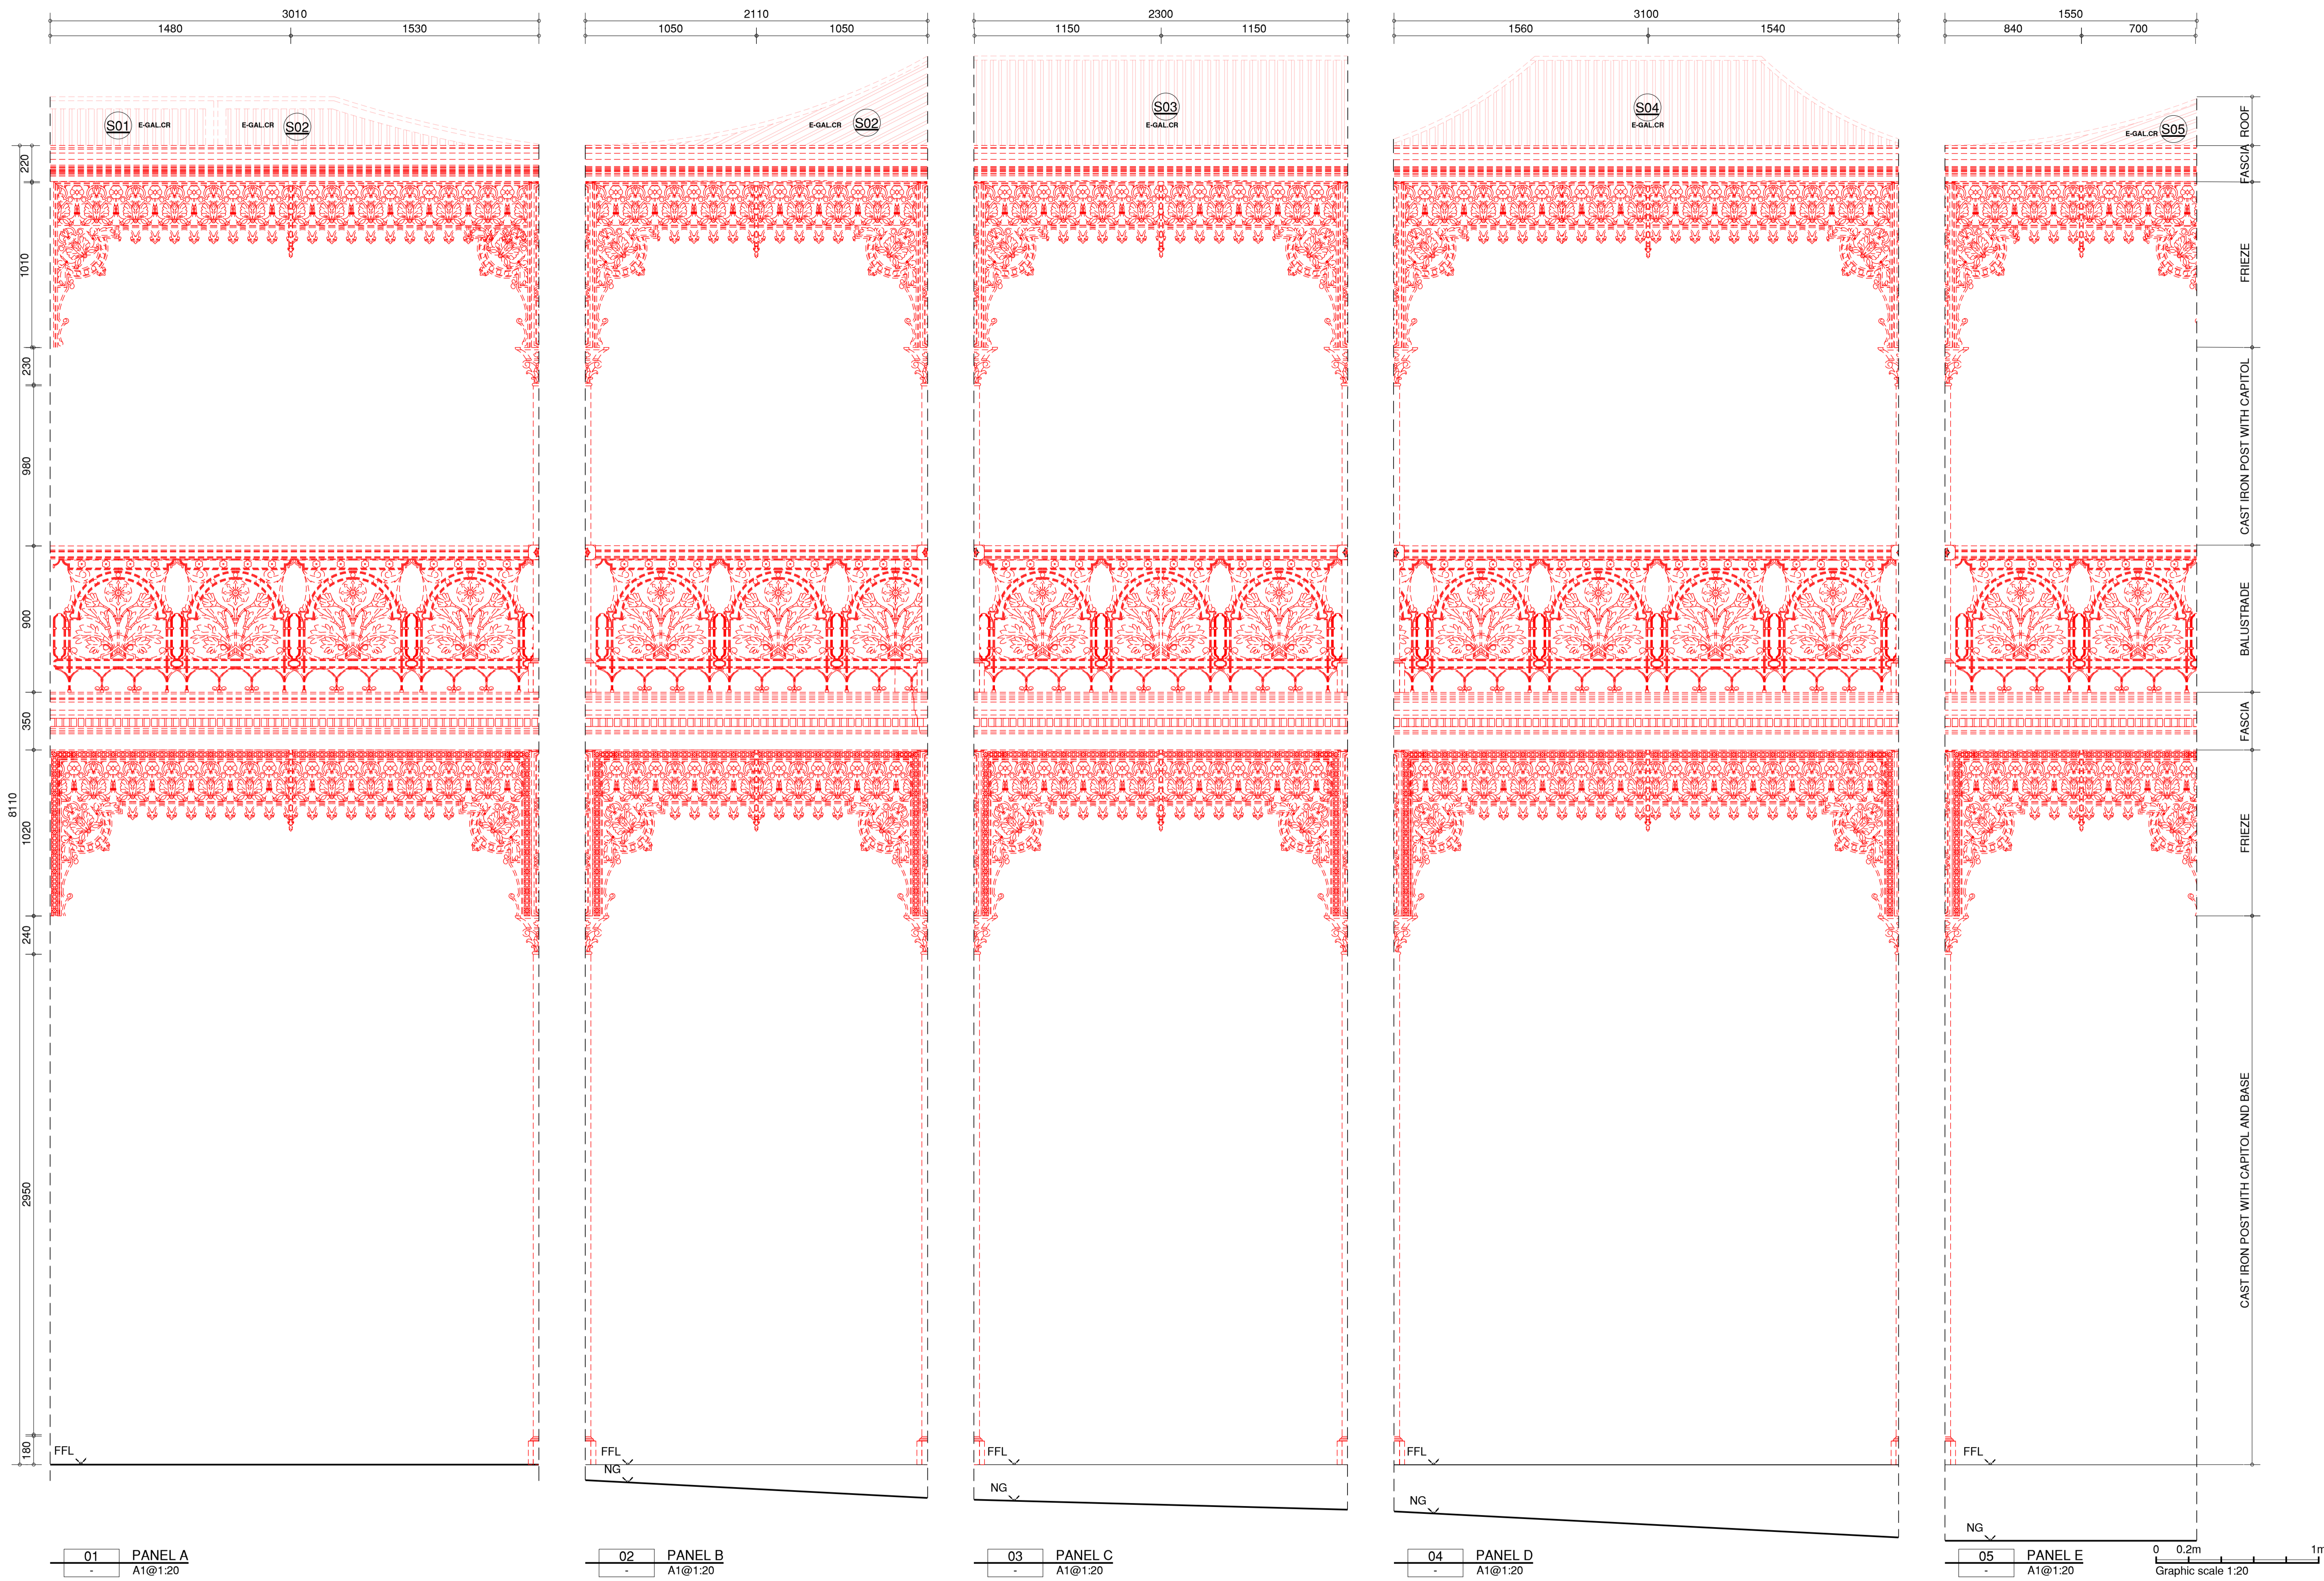 3010
1480 1530
2110
1050 1050
2300
1150 1150
3100
1560 1540
1550
840 700
S01 E-GAL.CR E-GAL.CR S02
E-GAL.CR S02
S03
E-GAL.CR
S04
E-GAL.CR
E-GAL.CR S05
8110
220
1010
230
980
900
350
1020
240
2950
180
ROOF
FASCIA
FRIEZE
CAST IRON POST WITH CAPITOL
BALUSTRADE
FASCIA
FRIEZE
CAST IRON POST WITH CAPITOL AND BASE
FFL
FFL
NG
FFL
NG
FFL
NG
FFL
NG
01 PANEL A
- A1@1:20
02 PANEL B
- A1@1:20
03 PANEL C
- A1@1:20
04 PANEL D
- A1@1:20
05 PANEL E
- A1@1:20
0 0.2m 1m
Graphic scale 1:20